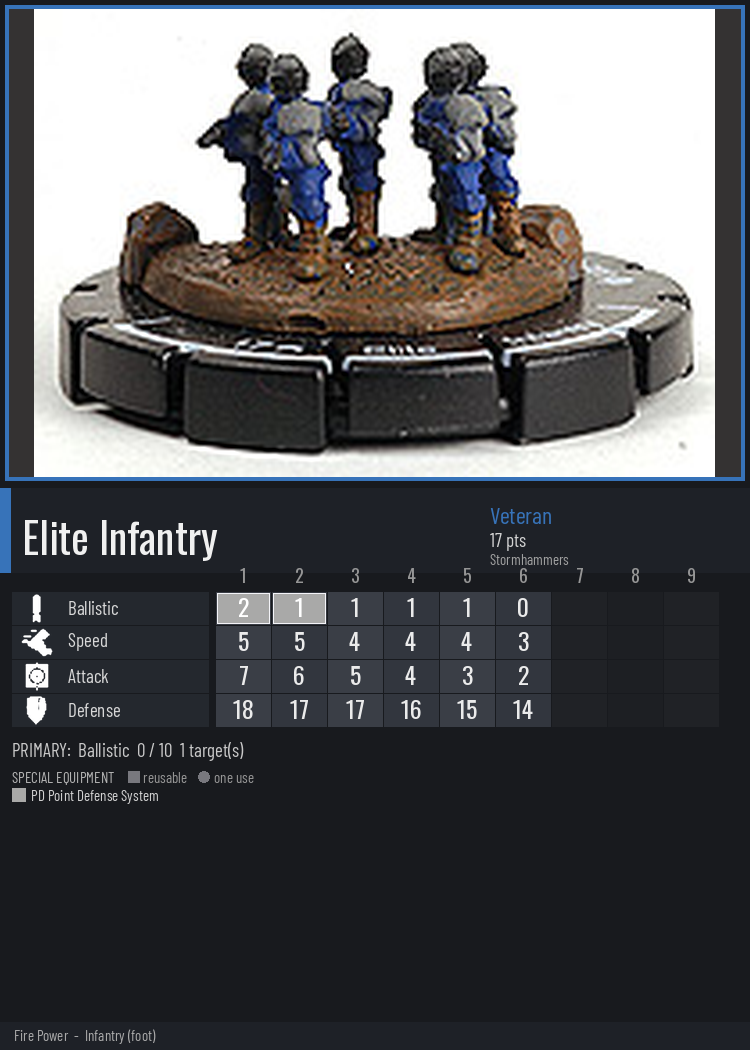 Elite Infantry
Veteran
17 pts
Stormhammers
1 2 3 4 5 6 7 8 9
Ballistic 2 1 1 1 1 0
Speed 5 5 4 4 4 3
Attack 7 6 5 4 3 2
Defense 18 17 17 16 15 14
PRIMARY: Ballistic 0 / 10 1 target(s)
SPECIAL EQUIPMENT reusable one use
PD Point Defense System
Fire Power - Infantry (foot)